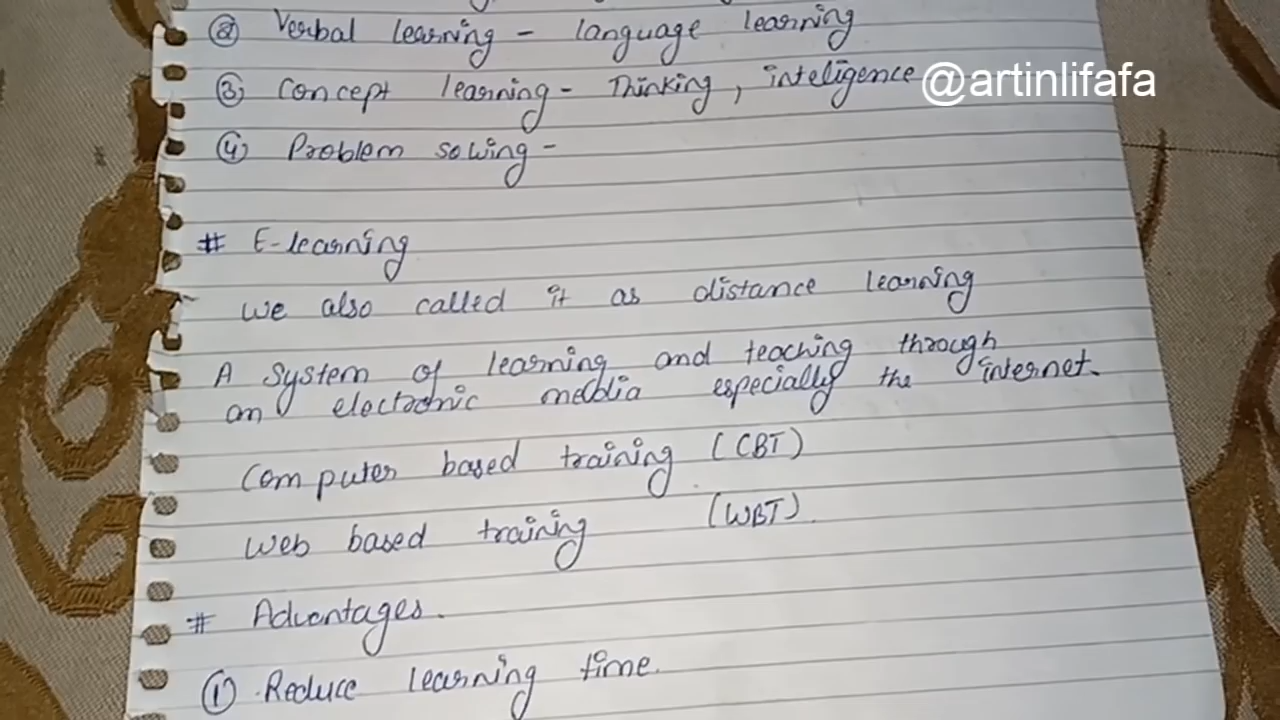 ② Verbal learning - language learning
③ Concept learning - Thinking, inteligence
@artinlifafa
④ Problem solving -
# E-learning
we also called it as distance learning
A system of learning and teaching through
an electronic media especially the internet.
Computer based training (CBT)
Web based training (WBT).
# Advantages.
① Reduce learning time.